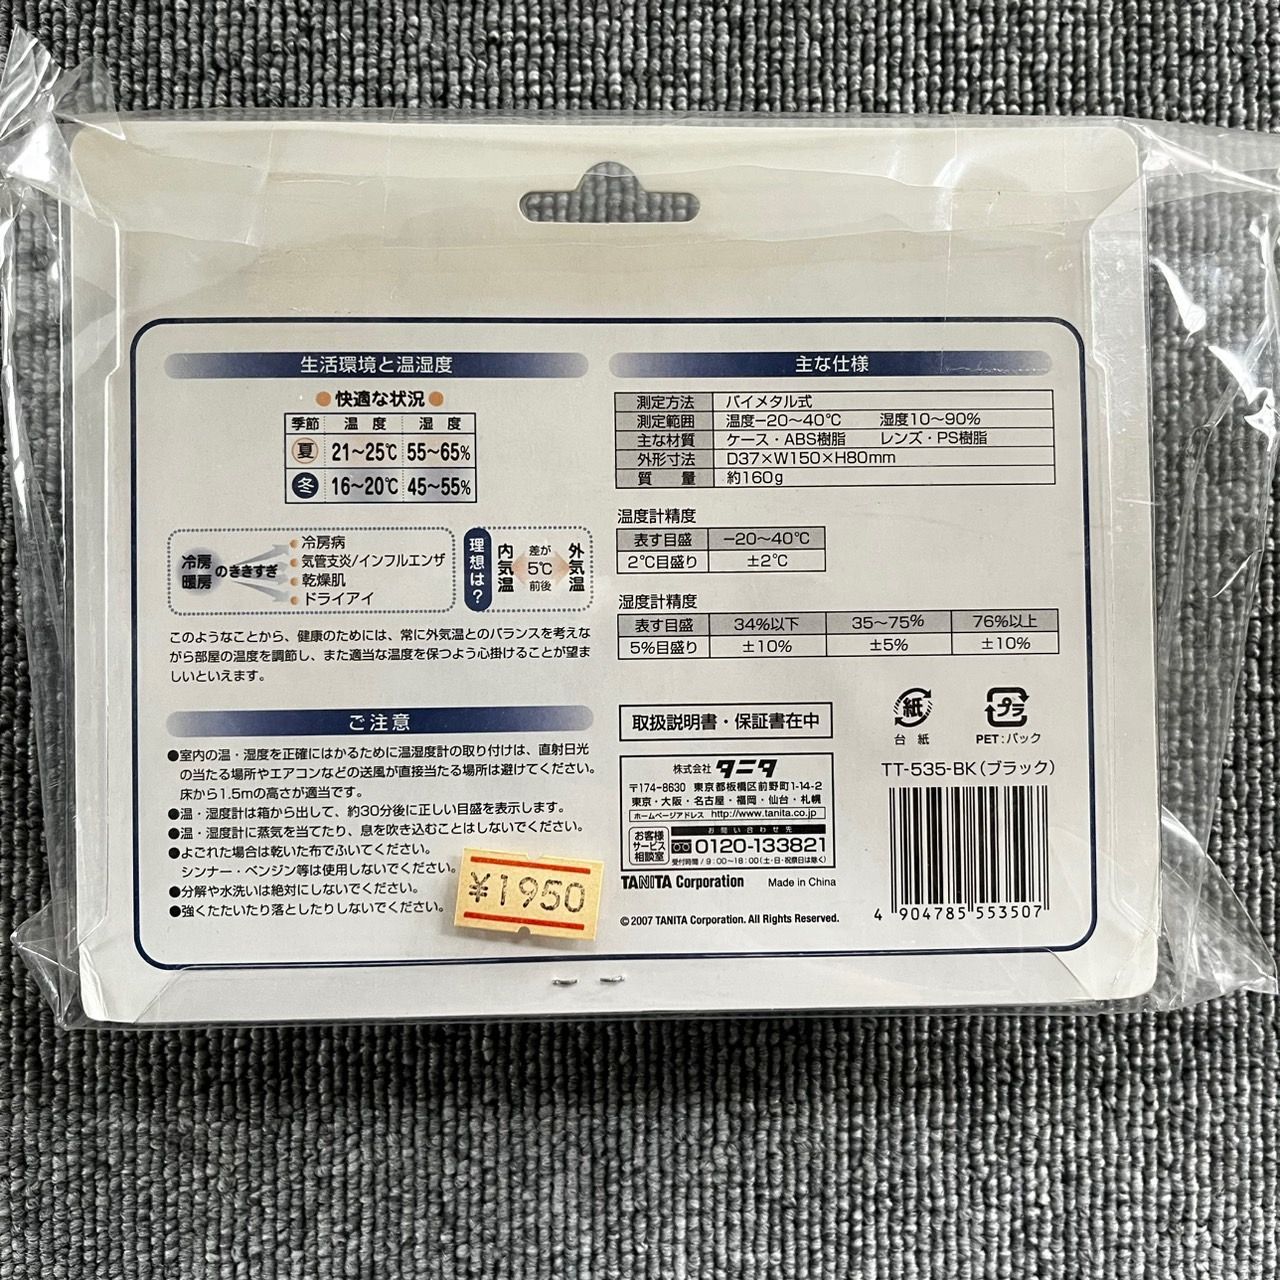 生活環境と温湿度
快適な状況
季節 温度 湿度
夏 21～25℃ 55～65%
冬 16～20℃ 45～55%
冷房
暖房
のききすぎ
冷房病
気管支炎/インフルエンザ
乾燥肌
ドライアイ
理想は?
内気温
差が
5℃
前後
外気温
このようなことから、健康のためには、常に外気温とのバランスを考えな
がら部屋の温度を調節し、また適当な温度を保つよう心掛けることが望ま
しいといえます。
ご注意
●室内の温・湿度を正確にはかるために温湿度計の取り付けは、直射日光
の当たる場所やエアコンなどの送風が直接当たる場所は避けてください。
床から1.5mの高さが適当です。
●温・湿度計は箱から出して、約30分後に正しい目盛を表示します。
●温・湿度計に蒸気を当てたり、息を吹き込むことはしないでください。
●よごれた場合は乾いた布でふいてください。
シンナー・ベンジン等は使用しないでください。
●分解や水洗いは絶対にしないでください。
●強くたたいたり落としたりしないでください。
¥1950
主な仕様
測定方法 バイメタル式
測定範囲 温度-20～40℃ 湿度10～90%
主な材質 ケース・ABS樹脂 レンズ・PS樹脂
外形寸法 D37×W150×H80mm
質量 約160g
温度計精度
表す目盛 -20～40℃
2℃目盛り ±2℃
湿度計精度
表す目盛 34%以下 35～75% 76%以上
5%目盛り ±10% ±5% ±10%
取扱説明書・保証書在中
紙
台紙
プラ
PET:パック
株式会社 タニタ
〒174-8630 東京都板橋区前野町1-14-2
東京・大阪・名古屋・福岡・仙台・札幌
ホームページアドレス http://www.tanita.co.jp
お客様
サービス
相談室
お問い合わせ先
0120-133821
受付時間/9:00～18:00(土・日・祝祭日は除く)
TANITA Corporation Made in China
©2007 TANITA Corporation. All Rights Reserved.
TT-535-BK(ブラック)
4 904785 553507